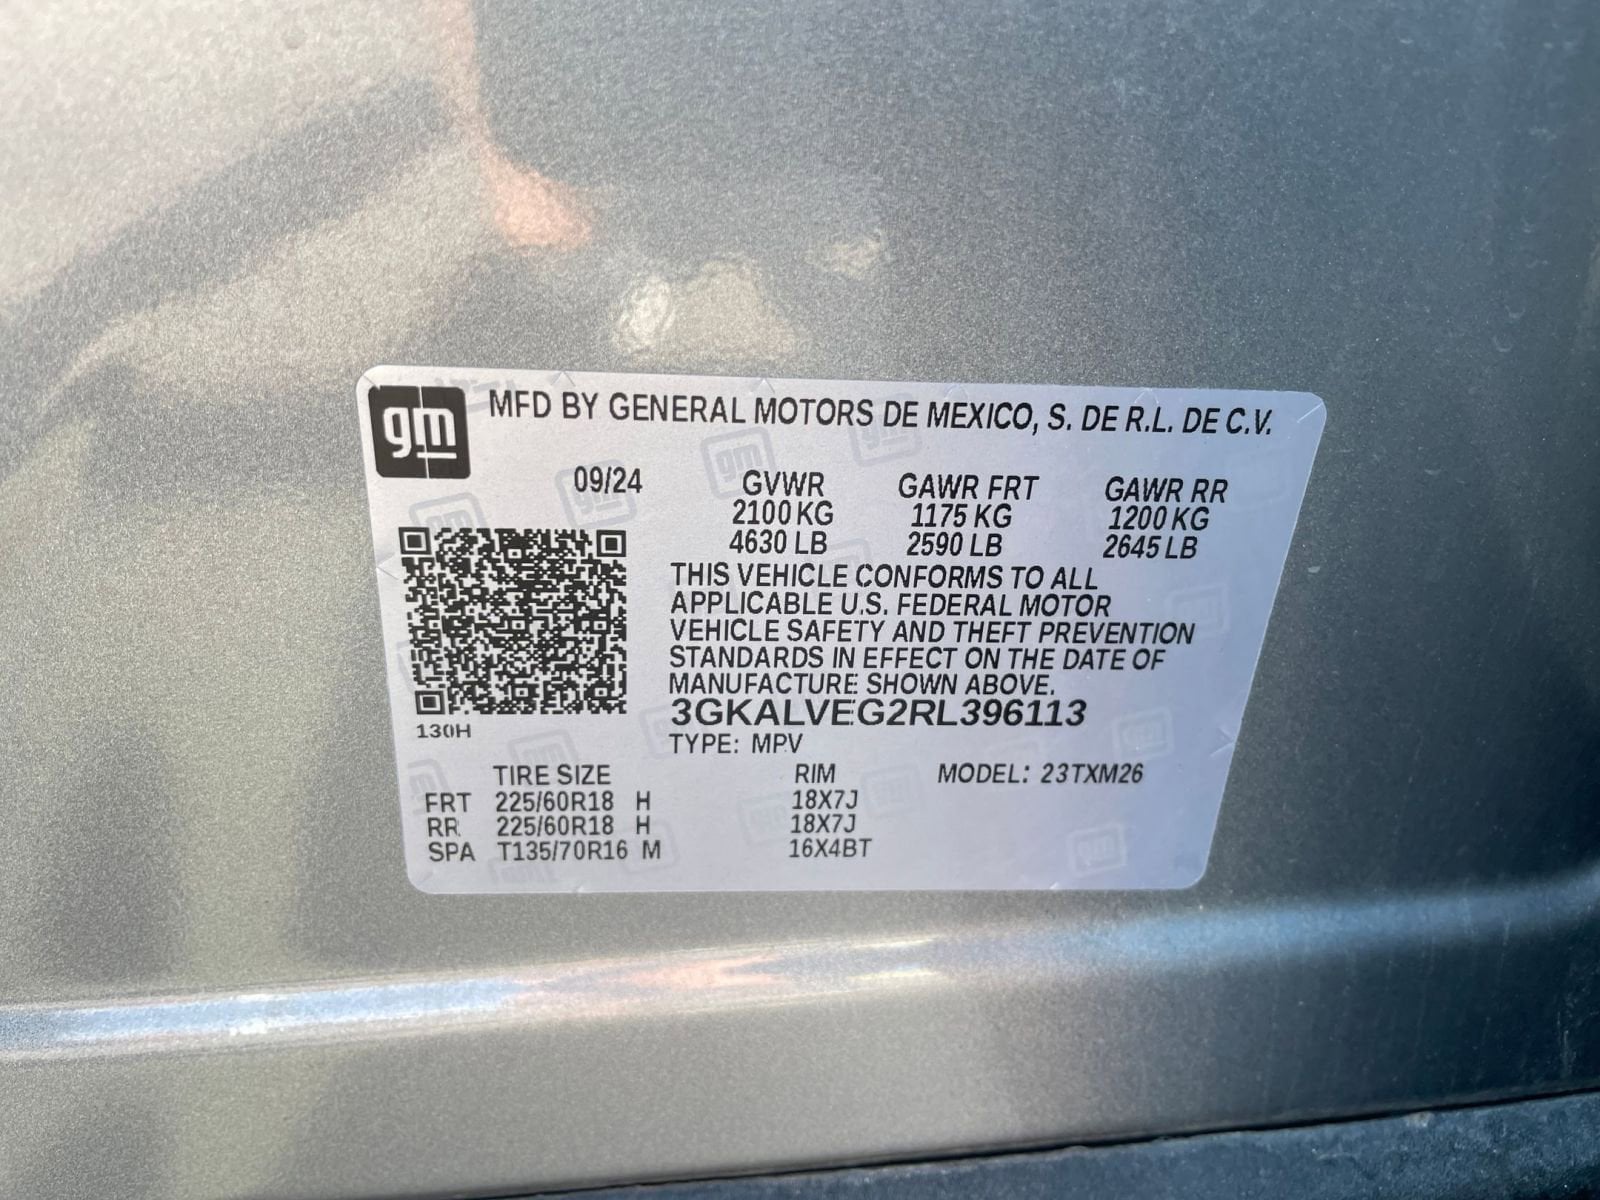 gm MFD BY GENERAL MOTORS DE MEXICO, S. DE R.L. DE C.V.
09/24 GVWR GAWR FRT GAWR RR
2100 KG 1175 KG 1200 KG
4630 LB 2590 LB 2645 LB
THIS VEHICLE CONFORMS TO ALL
APPLICABLE U.S. FEDERAL MOTOR
VEHICLE SAFETY AND THEFT PREVENTION
STANDARDS IN EFFECT ON THE DATE OF
MANUFACTURE SHOWN ABOVE.
3GKALVEG2RL396113
130H
TYPE: MPV
TIRE SIZE RIM MODEL: 23TXM26
FRT 225/60R18 H 18X7J
RR 225/60R18 H 18X7J
SPA T135/70R16 M 16X4BT